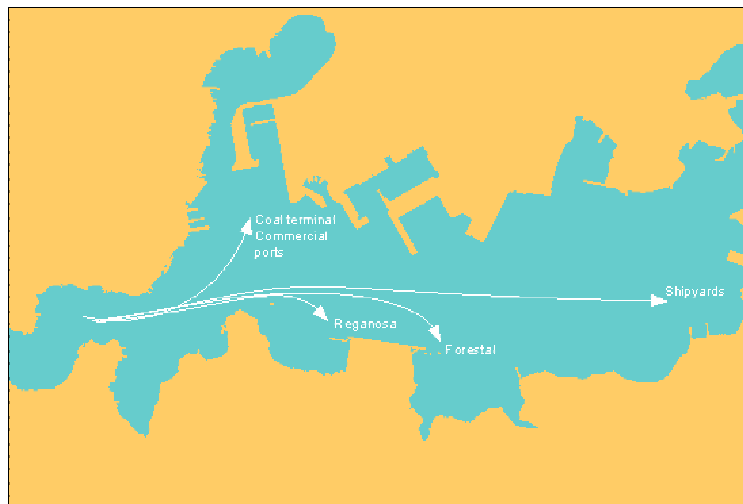 Coal terminal
Commercial
ports
Shipyards
Reganosa
Forestal